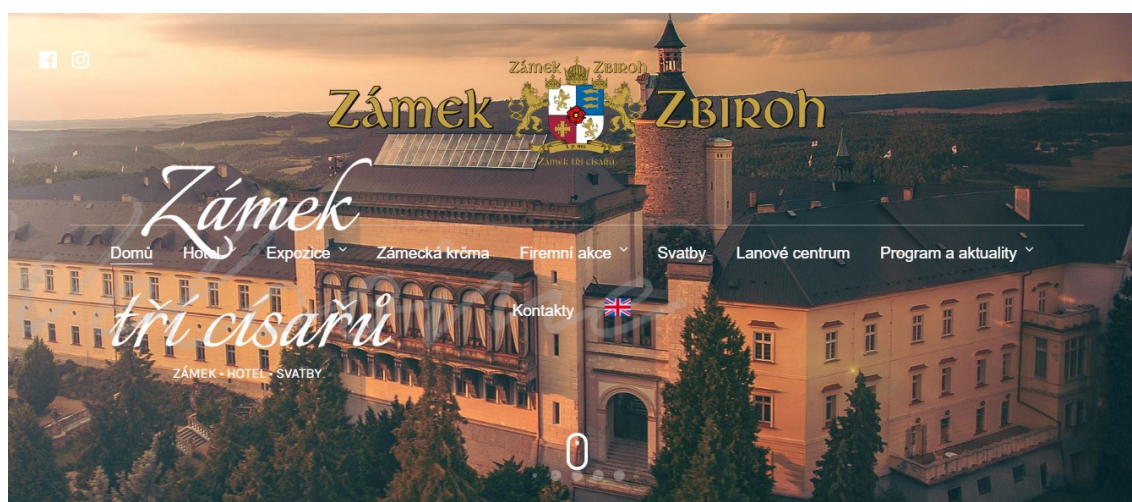 Zámek Zbiroh
Zámek Zbiroh
Zámek tří císařů
Zámek
Domů Hotel Expozice Zámecká krčma Firemní akce Svatby Lanové centrum Program a aktuality
Kontakty
tří císařů
ZÁMEK • HOTEL • SVATBY